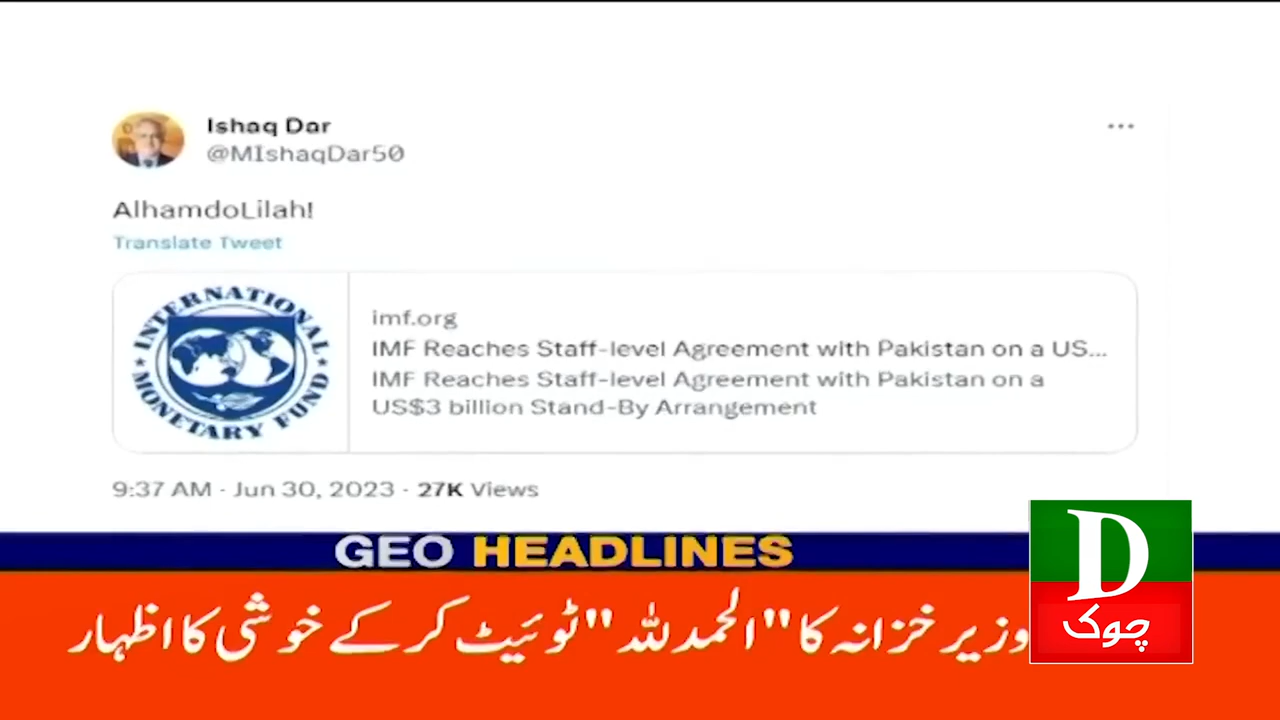 Ishaq Dar
@MIshaqDar50
AlhamdoLilah!
Translate Tweet
INTERNATIONAL MONETARY FUND
imf.org
IMF Reaches Staff-level Agreement with Pakistan on a US...
IMF Reaches Staff-level Agreement with Pakistan on a
US$3 billion Stand-By Arrangement
9:37 AM · Jun 30, 2023 · 27K Views
GEO HEADLINES
وزیر خزانہ کا "الحمدللہ" ٹوئیٹ کر کے خوشی کا اظہار
D
چوک